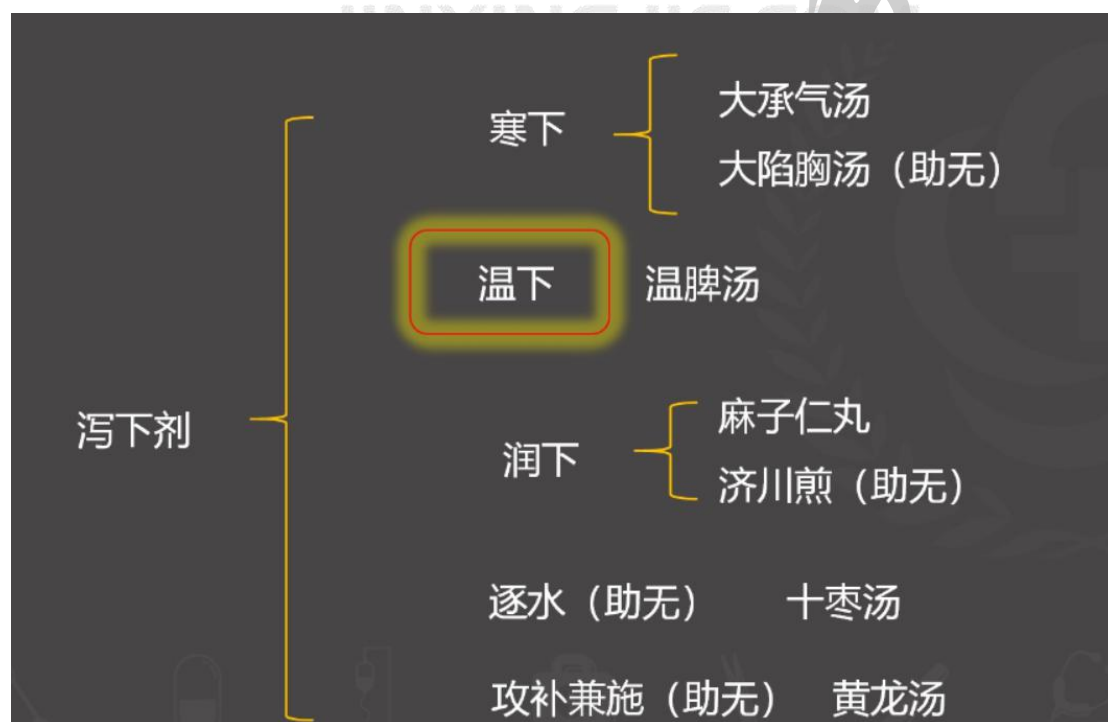 泻下剂
寒下
大承气汤
大陷胸汤（助无）
温下 温脾汤
润下
麻子仁丸
济川煎（助无）
逐水（助无） 十枣汤
攻补兼施（助无） 黄龙汤